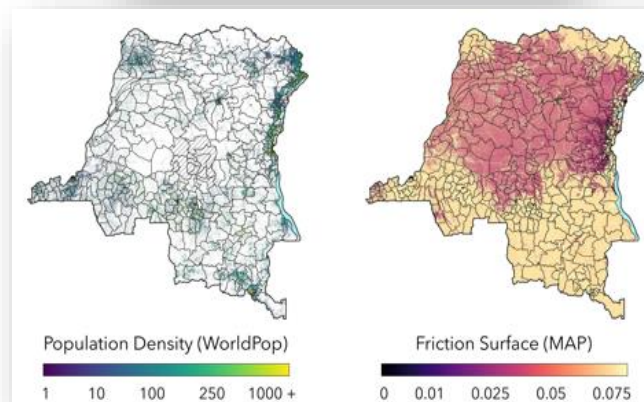 Population Density (WorldPop)
1 10 100 250 1000 +
Friction Surface (MAP)
0 0.01 0.025 0.05 0.075